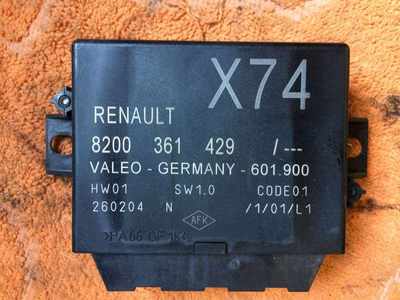 X74
RENAULT
8200 361 429 /---
VALEO - GERMANY - 601.900
HW01 SW1.0 CODE01
260204 N AFK /1/01/L1